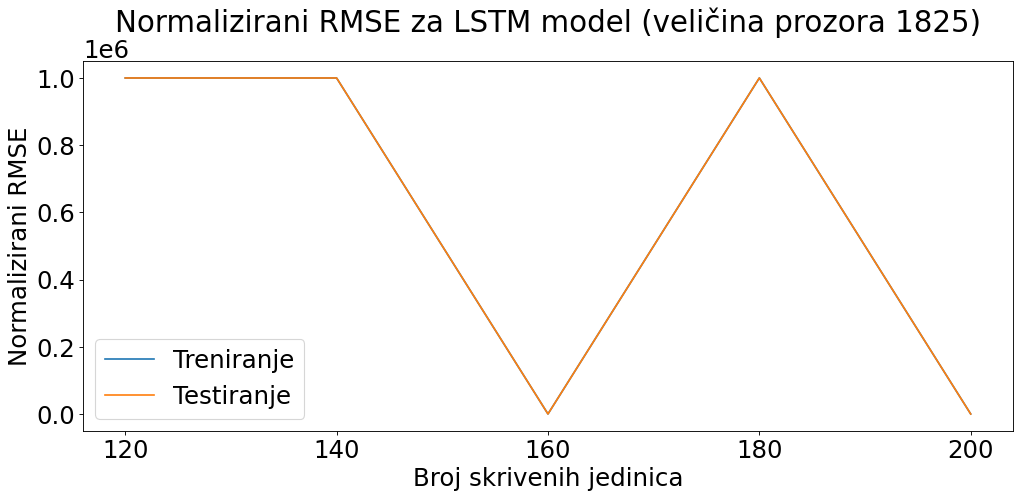 Normalizirani RMSE za LSTM model (veličina prozora 1825)
1e6
1.0
0.8
0.6
0.4
0.2
0.0
Normalizirani RMSE
Treniranje
Testiranje
120 140 160 180 200
Broj skrivenih jedinica